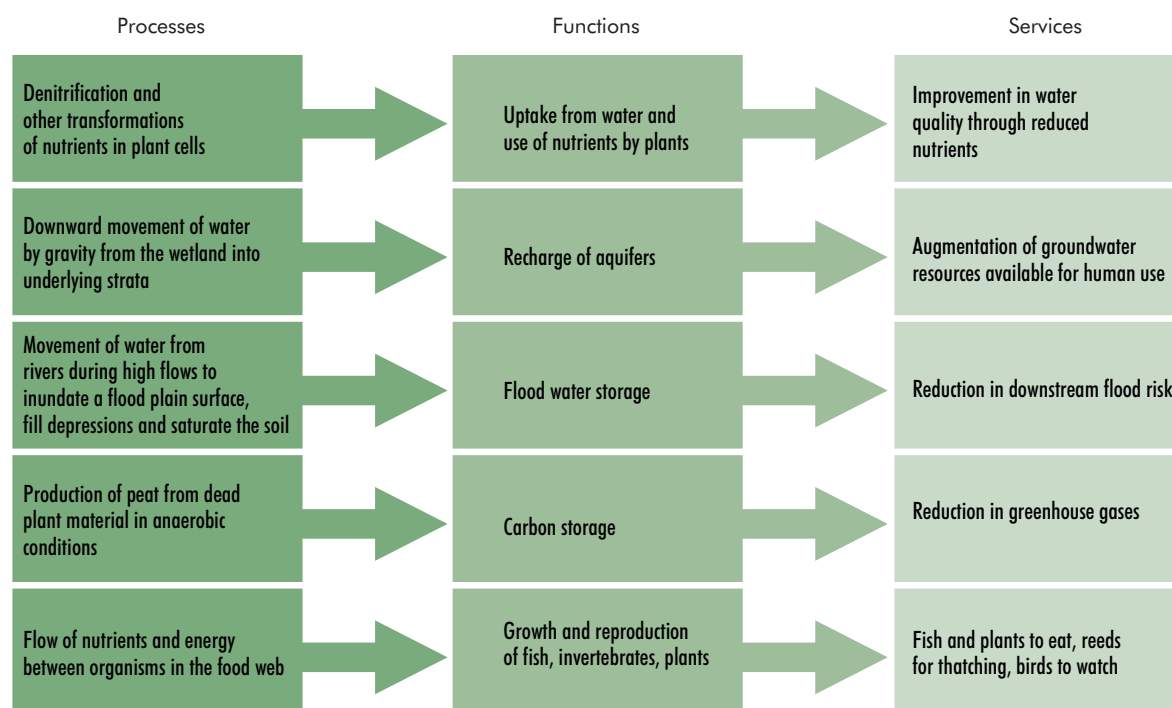 Processes
Functions
Services
Denitrification and
other transformations
of nutrients in plant cells
Uptake from water and
use of nutrients by plants
Improvement in water
quality through reduced
nutrients
Downward movement of water
by gravity from the wetland into
underlying strata
Recharge of aquifers
Augmentation of groundwater
resources available for human use
Movement of water from
rivers during high flows to
inundate a flood plain surface,
fill depressions and saturate the soil
Flood water storage
Reduction in downstream flood risk
Production of peat from dead
plant material in anaerobic
conditions
Carbon storage
Reduction in greenhouse gases
Flow of nutrients and energy
between organisms in the food web
Growth and reproduction
of fish, invertebrates, plants
Fish and plants to eat, reeds
for thatching, birds to watch